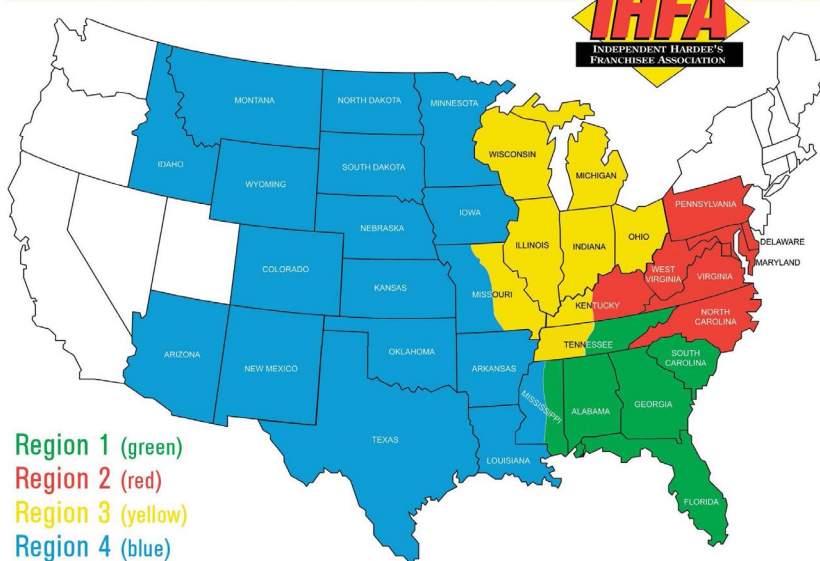 IHFA
INDEPENDENT HARDEE'S
FRANCHISEE ASSOCIATION
MONTANA
NORTH DAKOTA
MINNESOTA
IDAHO
WYOMING
SOUTH DAKOTA
WISCONSIN
MICHIGAN
NEBRASKA
IOWA
ILLINOIS
INDIANA
OHIO
PENNSYLVANIA
DELAWARE
MARYLAND
COLORADO
KANSAS
MISSOURI
KENTUCKY
WEST
VIRGINIA
VIRGINIA
NORTH
CAROLINA
ARIZONA
NEW MEXICO
OKLAHOMA
ARKANSAS
TENNESSEE
SOUTH
CAROLINA
MISSISSIPPI
ALABAMA
GEORGIA
TEXAS
LOUISIANA
FLORIDA
Region 1 (green)
Region 2 (red)
Region 3 (yellow)
Region 4 (blue)